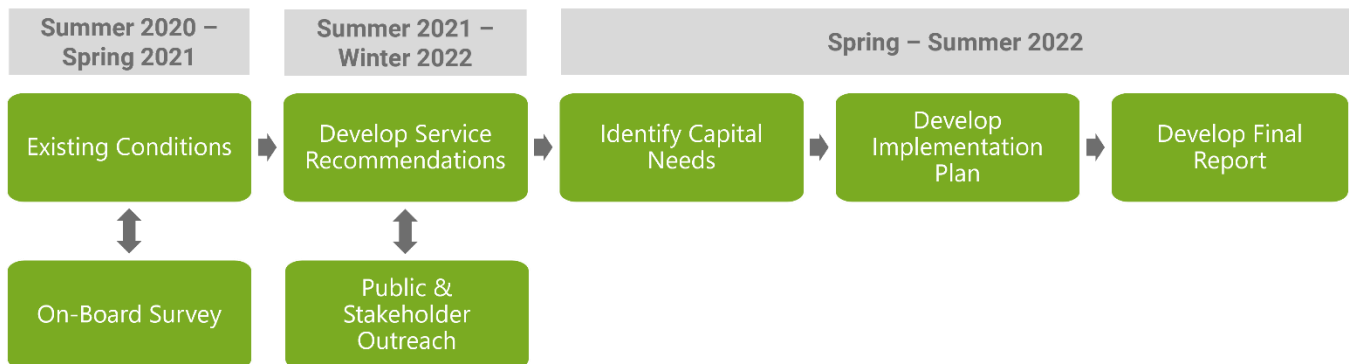 Summer 2020 –
Spring 2021
Summer 2021 –
Winter 2022
Spring – Summer 2022
Existing Conditions
Develop Service
Recommendations
Identify Capital
Needs
Develop
Implementation
Plan
Develop Final
Report
On-Board Survey
Public &
Stakeholder
Outreach